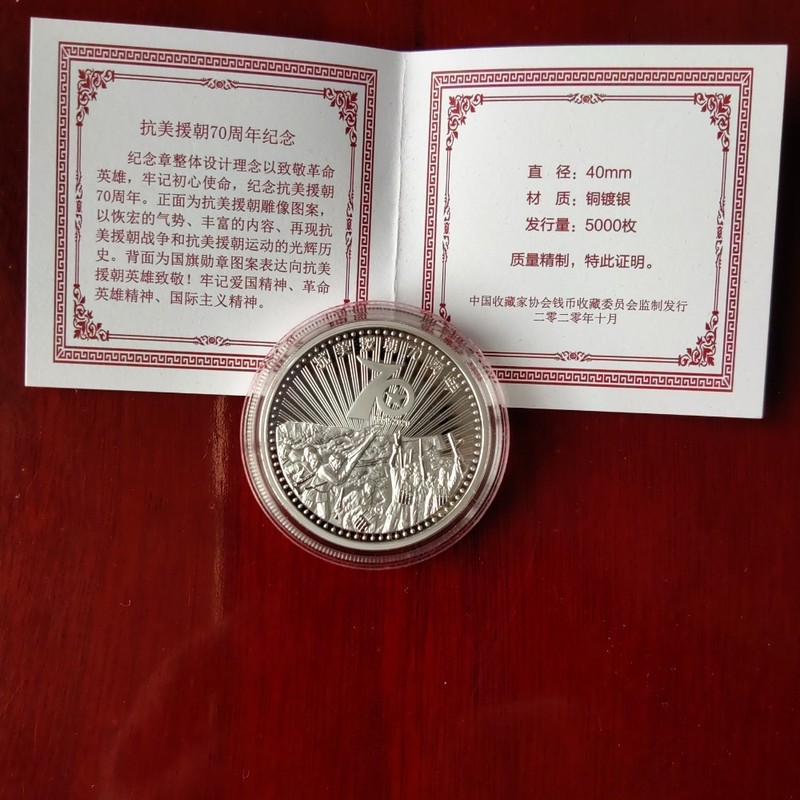 抗美援朝70周年纪念
纪念章整体设计理念以致敬革命
英雄，牢记初心使命，纪念抗美援朝
70周年。正面为抗美援朝雕像图案，
以恢宏的气势、丰富的内容、再现抗
美援朝战争和抗美援朝运动的光辉历
史。背面为国旗勋章图案表达向抗美
援朝英雄致敬！牢记爱国精神、革命
英雄精神、国际主义精神。
直 径：40mm
材 质：铜镀银
发行量：5000枚
质量精制，特此证明。
中国收藏家协会钱币收藏委员会监制发行
二零二零年十月
70